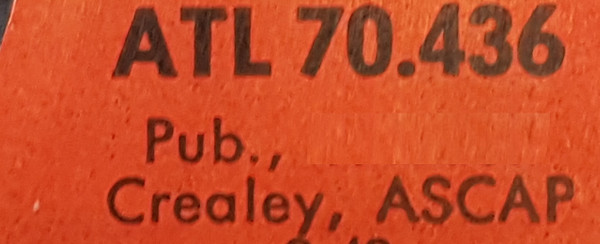 ATL 70.436
Pub.,
Crealey, ASCAP